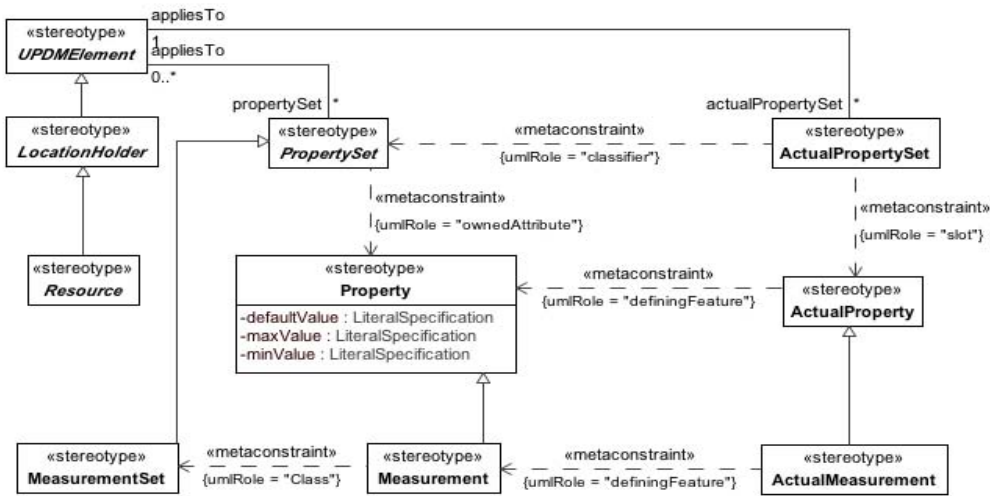 appliesTo
«stereotype»
UPDMElement
1
appliesTo
0..*
propertySet
*
actualPropertySet
*
«stereotype»
LocationHolder
«stereotype»
PropertySet
«metaconstraint»
{umlRole = "classifier"}
«stereotype»
ActualPropertySet
«metaconstraint»
{umlRole = "ownedAttribute"}
«metaconstraint»
{umlRole = "slot"}
«stereotype»
Resource
«stereotype»
Property
-defaultValue : LiteralSpecification
-maxValue : LiteralSpecification
-minValue : LiteralSpecification
«metaconstraint»
{umlRole = "definingFeature"}
«stereotype»
ActualProperty
«stereotype»
MeasurementSet
«metaconstraint»
{umlRole = "Class"}
«stereotype»
Measurement
«metaconstraint»
{umlRole = "definingFeature"}
«stereotype»
ActualMeasurement